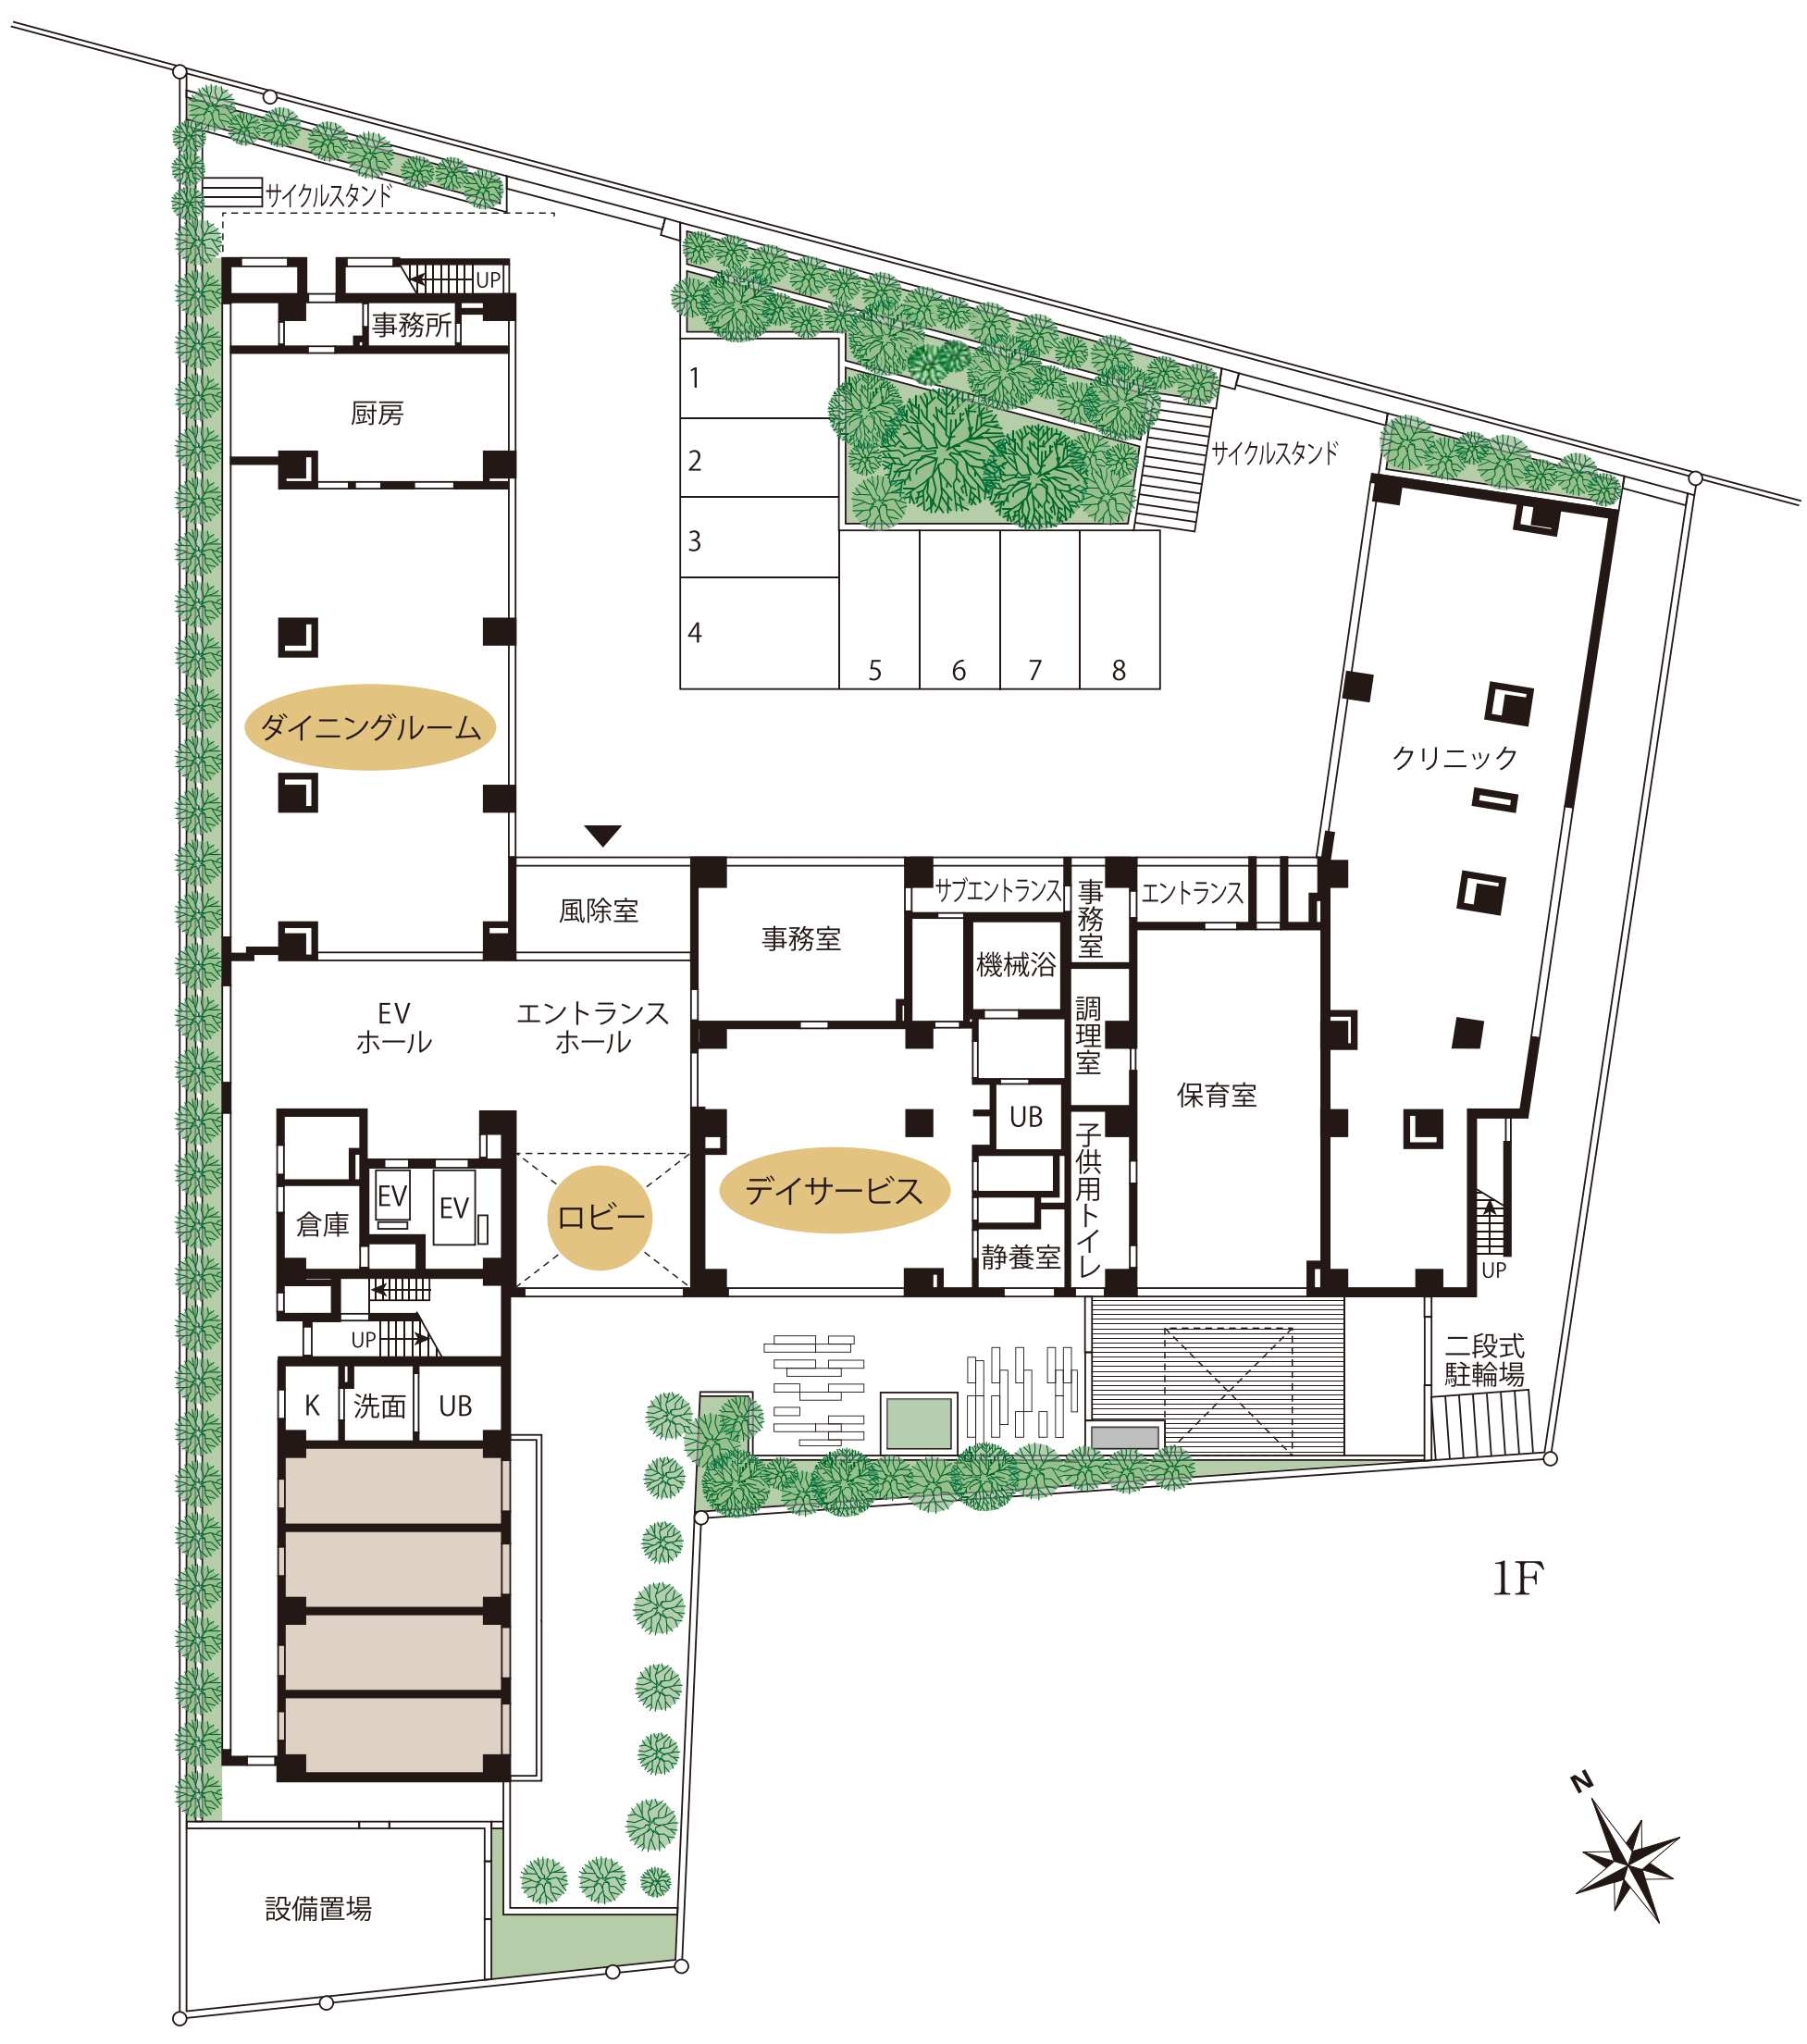 サイクルスタンド
UP
事務所
厨房
1
2
3
4
5
6
7
8
サイクルスタンド
ダイニングルーム
クリニック
風除室
事務室
サブエントランス
事務室
エントランス
機械浴
EV
ホール
エントランス
ホール
調理室
保育室
UB
子供用トイレ
EV
EV
倉庫
ロビー
デイサービス
静養室
UP
UP
二段式
駐輪場
K
洗面
UB
1F
N
設備置場